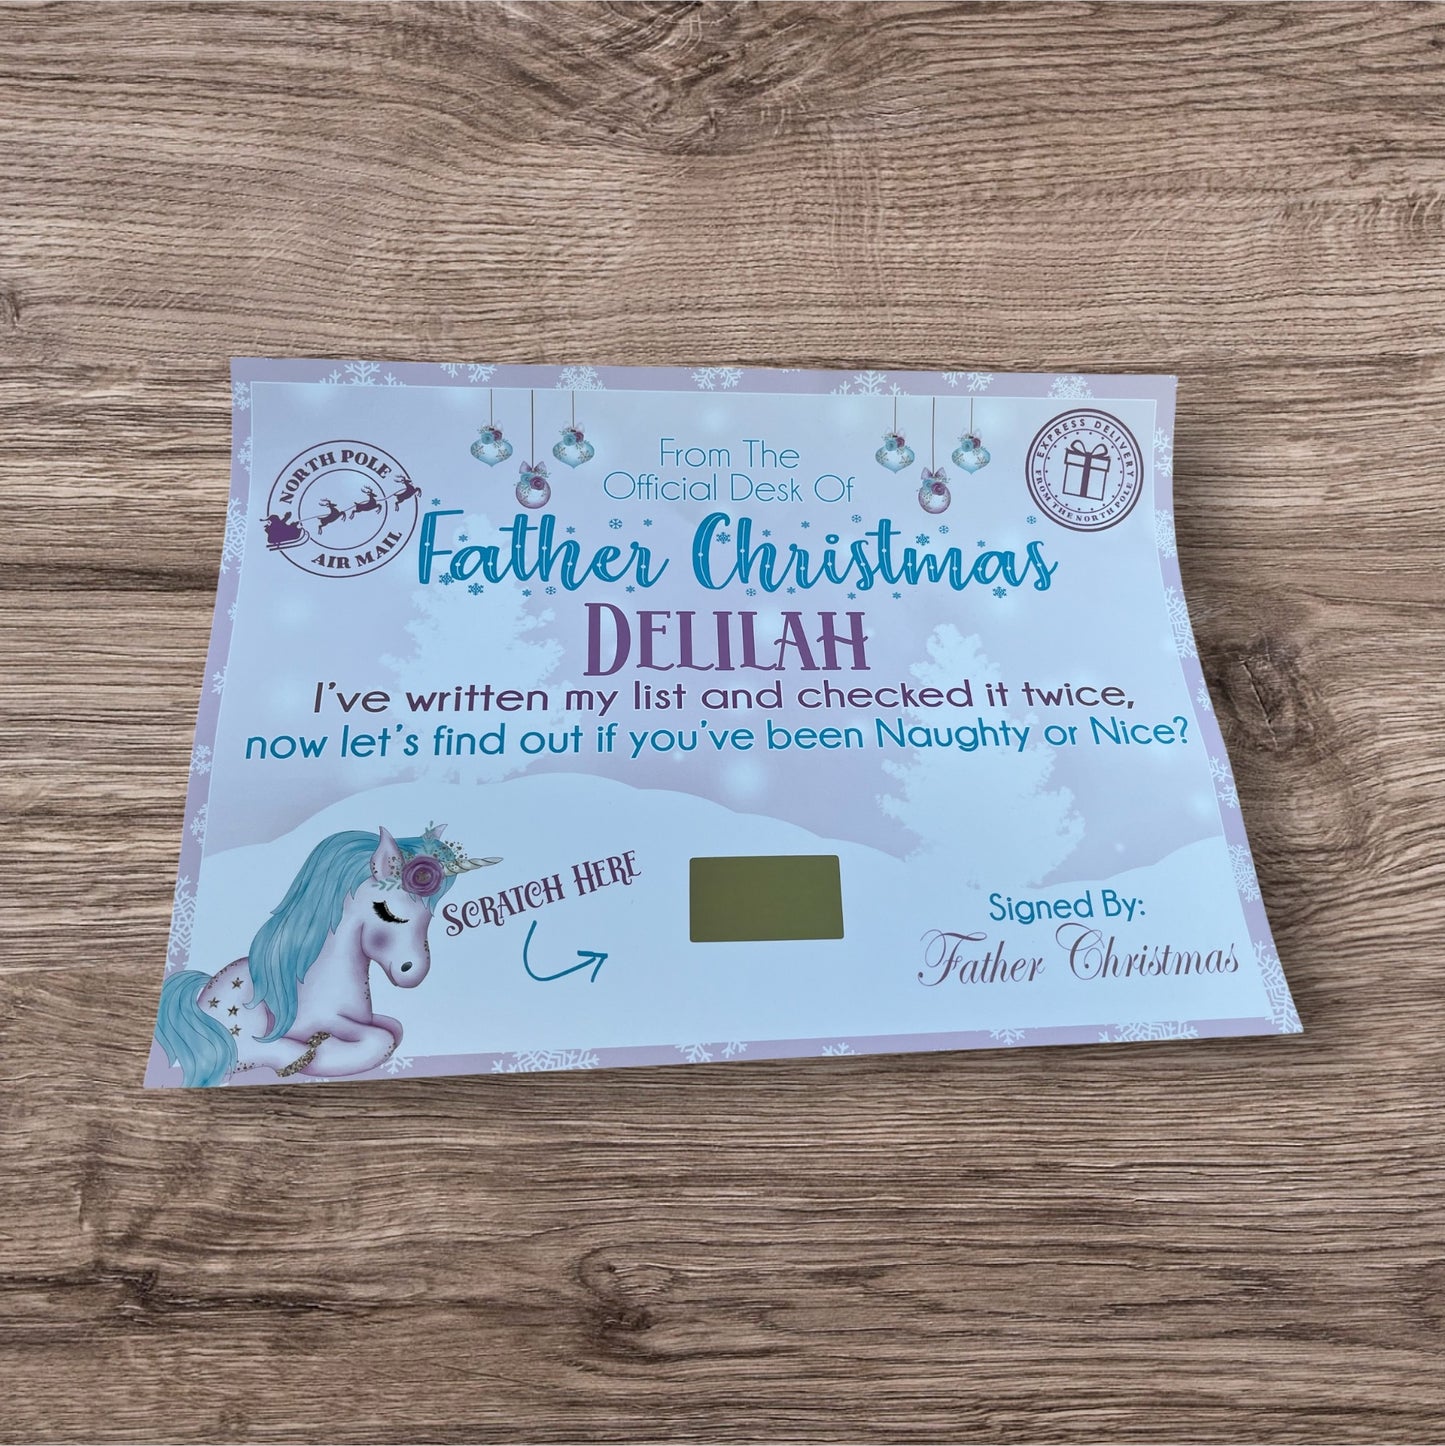 NORTH POLE
AIR MAIL
From The
Official Desk Of
EXPRESS DELIVERY
FROM THE NORTH POLE
Father Christmas
DELILAH
I've written my list and checked it twice,
now let's find out if you've been Naughty or Nice?
SCRATCH HERE
Signed By:
Father Christmas